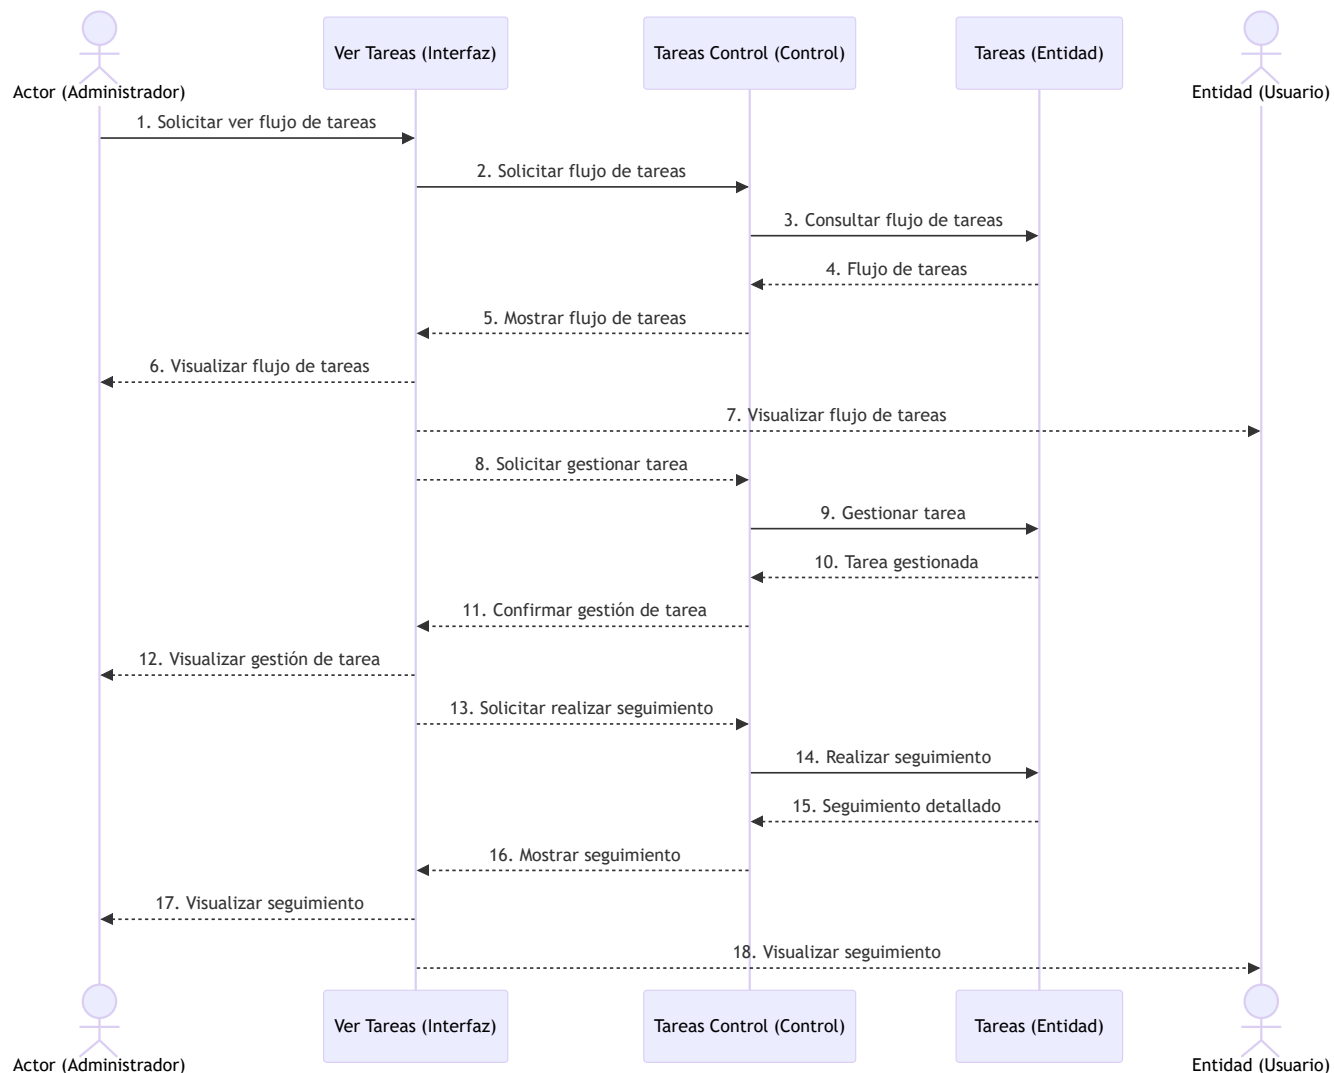 Actor (Administrador)
Ver Tareas (Interfaz)
Tareas Control (Control)
Tareas (Entidad)
Entidad (Usuario)
1. Solicitar ver flujo de tareas
2. Solicitar flujo de tareas
3. Consultar flujo de tareas
4. Flujo de tareas
5. Mostrar flujo de tareas
6. Visualizar flujo de tareas
7. Visualizar flujo de tareas
8. Solicitar gestionar tarea
9. Gestionar tarea
10. Tarea gestionada
11. Confirmar gestión de tarea
12. Visualizar gestión de tarea
13. Solicitar realizar seguimiento
14. Realizar seguimiento
15. Seguimiento detallado
16. Mostrar seguimiento
17. Visualizar seguimiento
18. Visualizar seguimiento
Actor (Administrador)
Ver Tareas (Interfaz)
Tareas Control (Control)
Tareas (Entidad)
Entidad (Usuario)